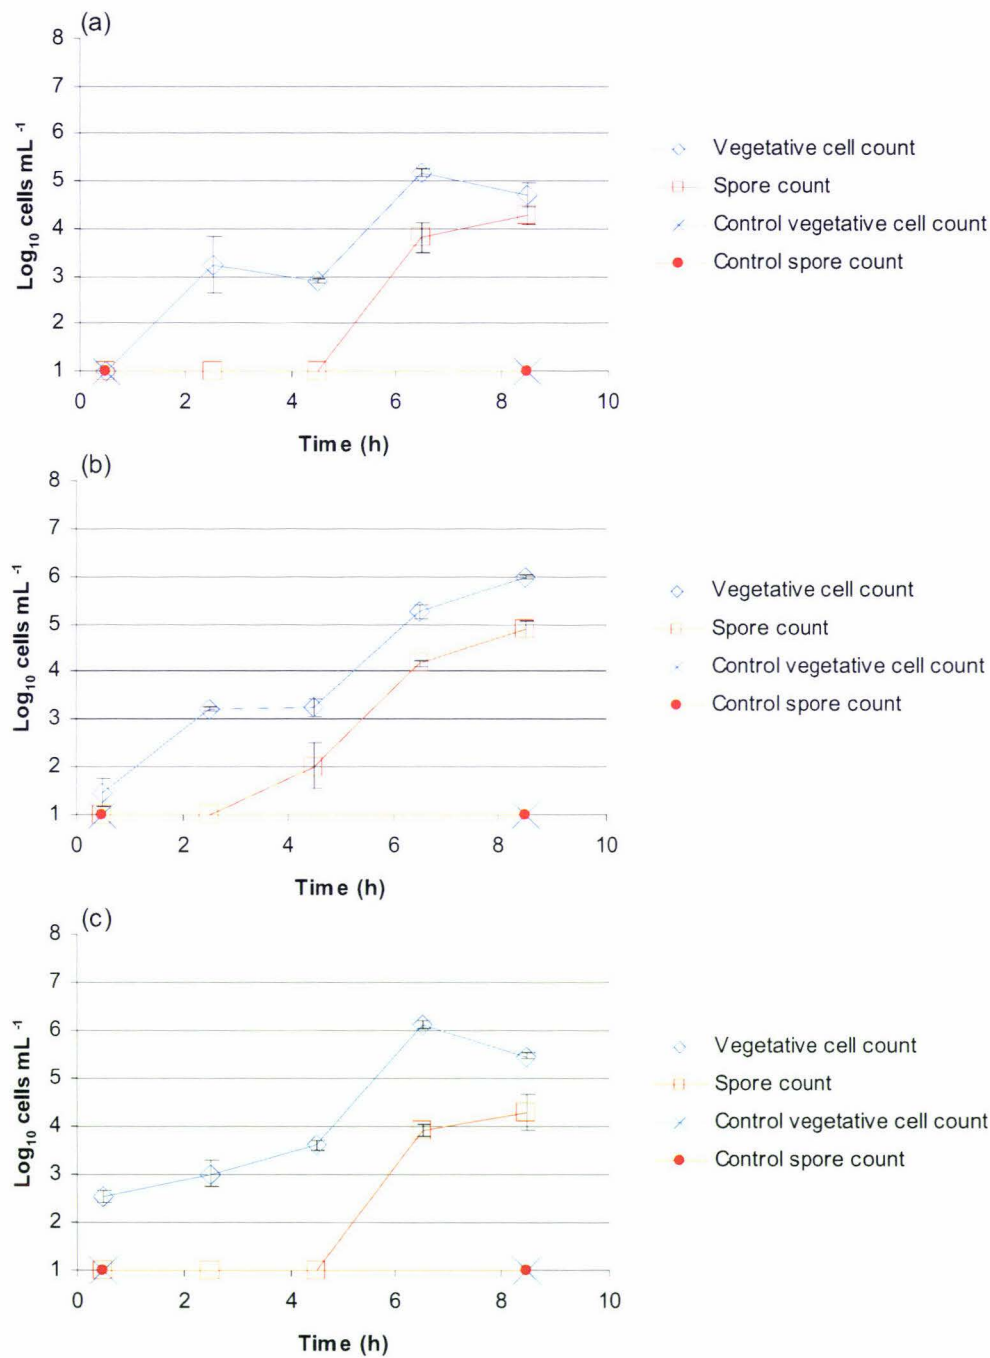 (a)
8
7
6
5
4
3
2
1
Log10 cells mL -1
0 2 4 6 8 10
Time (h)
Vegetative cell count
Spore count
Control vegetative cell count
Control spore count
(b)
8
7
6
5
4
3
2
1
Log10 cells mL -1
0 2 4 6 8 10
Time (h)
Vegetative cell count
Spore count
Control vegetative cell count
Control spore count
(c)
8
7
6
5
4
3
2
1
Log10 cells mL -1
0 2 4 6 8 10
Time (h)
Vegetative cell count
Spore count
Control vegetative cell count
Control spore count